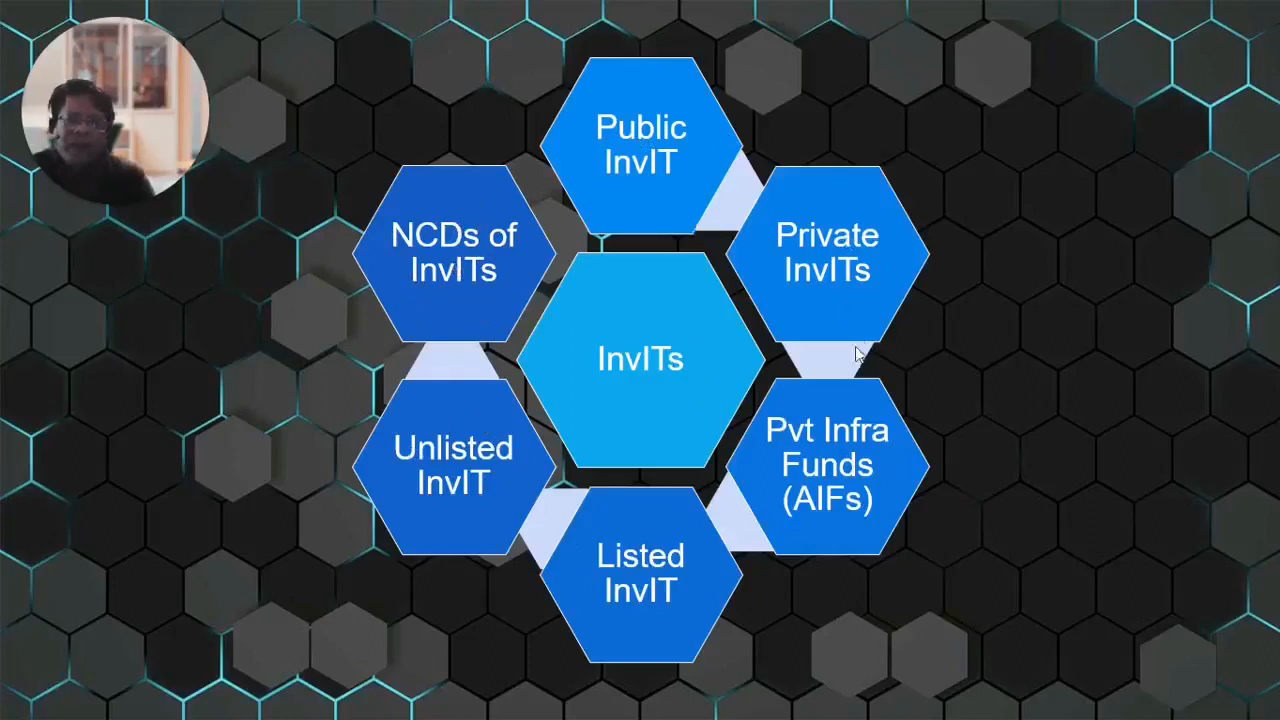 Public
InvIT
Private
InvITs
Pvt Infra
Funds
(AIFs)
Listed
InvIT
Unlisted
InvIT
NCDs of
InvITs
InvITs